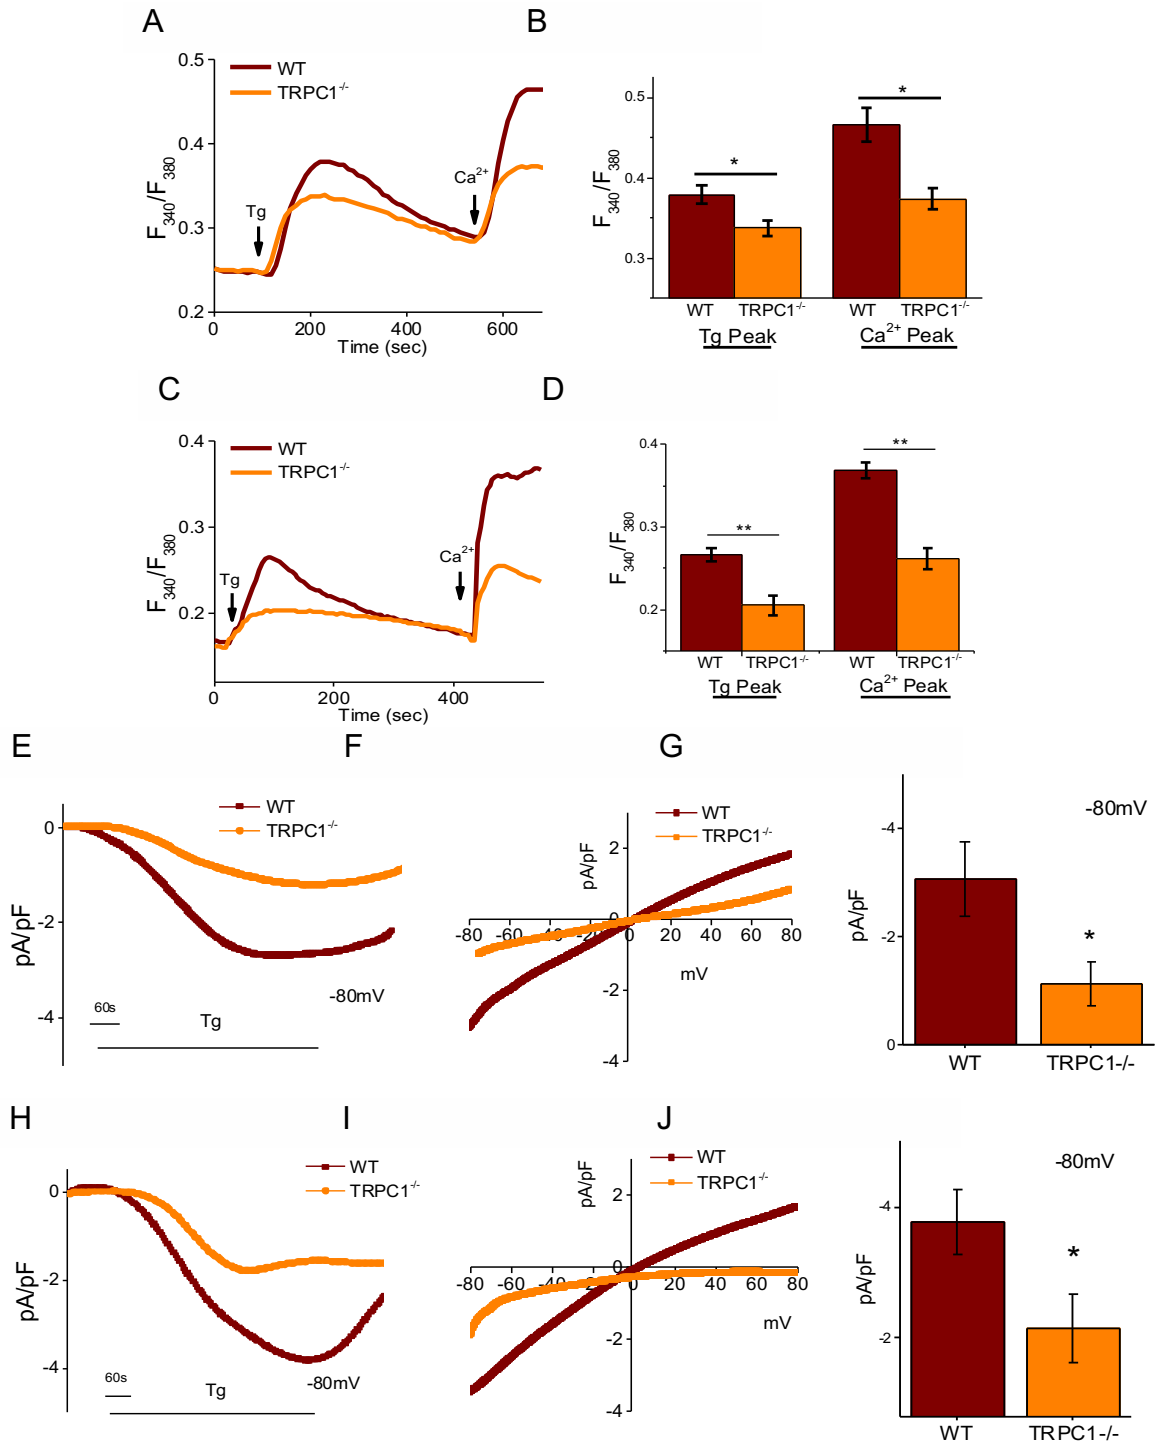 A
B
0.5
WT
TRPC1-/-
0.4
F340/F380
Tg
Ca2+
0.3
0.2
0
200
400
600
Time (sec)
0.5
*
*
0.4
F340/F380
0.3
WT
TRPC1-/-
WT
TRPC1-/-
Tg Peak
Ca2+ Peak
C
D
0.4
WT
TRPC1-/-
0.3
F340/F380
Ca2+
Tg
0.2
0
200
400
Time (sec)
0.4
**
**
0.3
F340/F380
0.2
WT
TRPC1-/-
WT
TRPC1-/-
Tg Peak
Ca2+ Peak
E
F
G
WT
TRPC1-/-
0
-2
pA/pF
-4
60s
Tg
-80mV
WT
TRPC1-/-
2
pA/pF
0
-80 -60 -40 -20 0 20 40 60 80
mV
-2
-4
-80mV
-4
pA/pF
-2
*
0
WT
TRPC1-/-
H
I
J
WT
TRPC1-/-
0
pA/pF
-2
-4
60s
Tg
-80mV
WT
TRPC1-/-
pA/pF
2
0
-80 -60 -40 -20 0 20 40 60 80
mV
-2
-4
-80mV
-4
*
pA/pF
-2
WT
TRPC1-/-